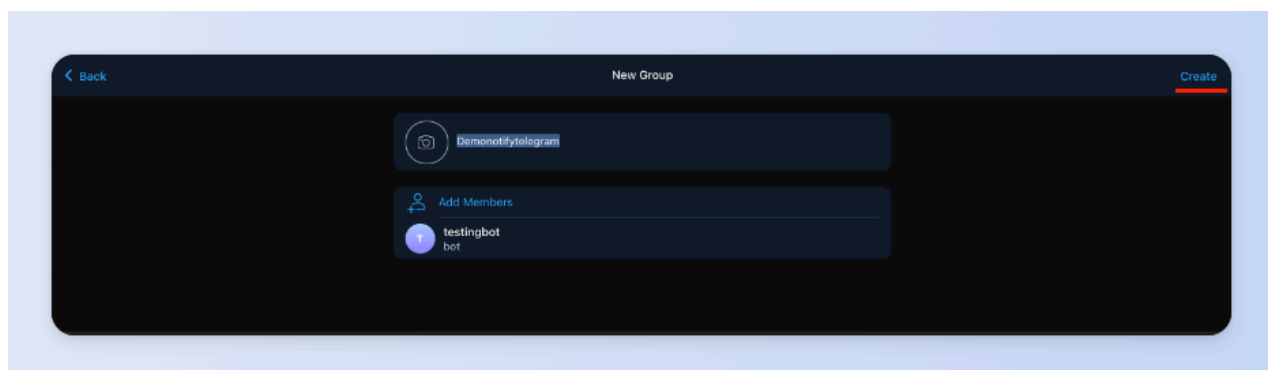 Back
New Group
Create
Demonotifytelegram
Add Members
T
testingbot
bot